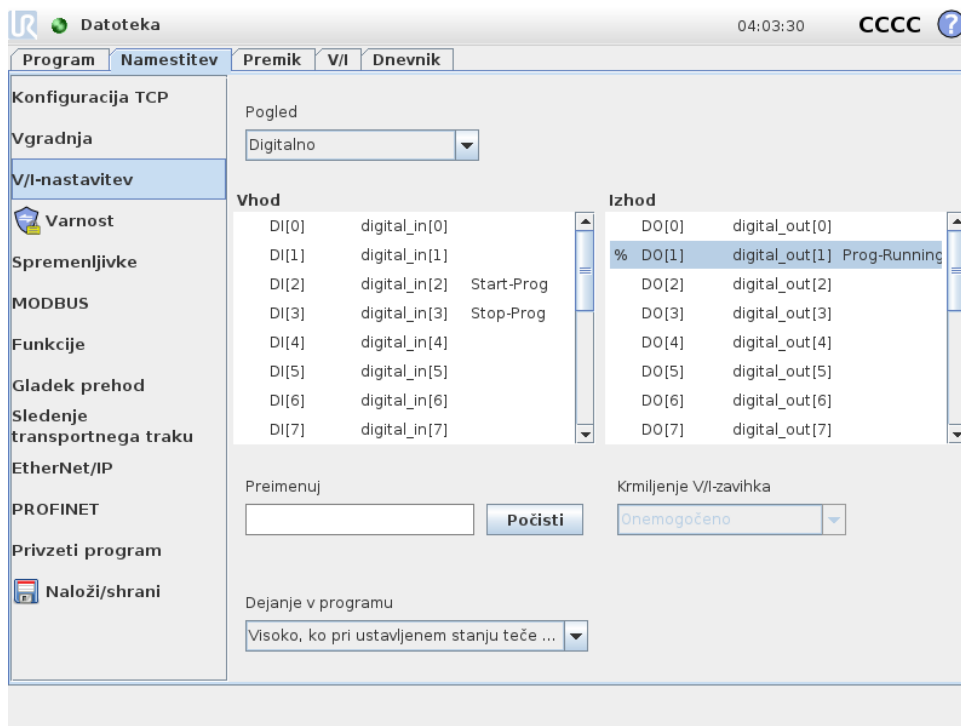 UR Datoteka 04:03:30 CCCC ?
Program Namestitev Premik V/I Dnevnik
Konfiguracija TCP
Vgradnja
V/I-nastavitev
Varnost
Spremenljivke
MODBUS
Funkcije
Gladek prehod
Sledenje
transportnega traku
EtherNet/IP
PROFINET
Privzeti program
Naloži/shrani
Pogled
Digitalno
Vhod
DI[0] digital_in[0]
DI[1] digital_in[1]
DI[2] digital_in[2] Start-Prog
DI[3] digital_in[3] Stop-Prog
DI[4] digital_in[4]
DI[5] digital_in[5]
DI[6] digital_in[6]
DI[7] digital_in[7]
Izhod
DO[0] digital_out[0]
% DO[1] digital_out[1] Prog-Running
DO[2] digital_out[2]
DO[3] digital_out[3]
DO[4] digital_out[4]
DO[5] digital_out[5]
DO[6] digital_out[6]
DO[7] digital_out[7]
Preimenuj
Počisti
Krmiljenje V/I-zavihka
Onemogočeno
Dejanje v programu
Visoko, ko pri ustavljenem stanju teče ...